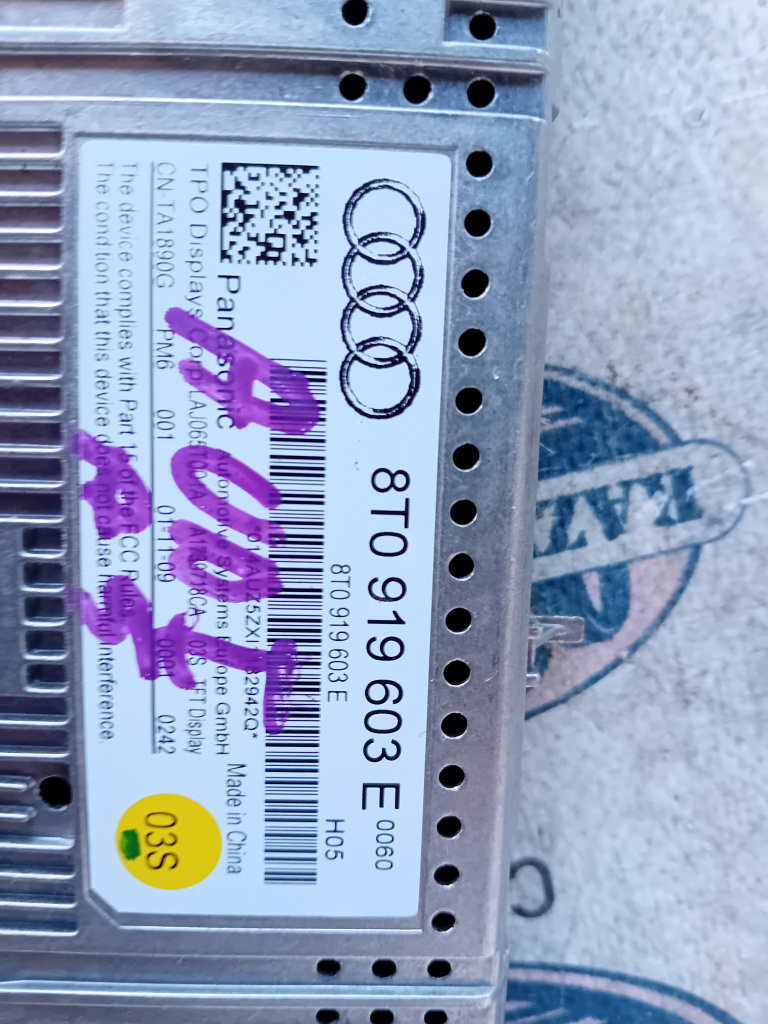 8T0 919 603 E 0060
8T0 919 603 E H05
Panasonic Automotive Systems Europe GmbH Made in China
TPO Displays Corp
TFT Display
CN-TA1890G PM6 001 01-11-09 0001 0242
The device complies with Part 15 of the FCC Rules.
The condition that this device does not cause harmful interference.
03S
AUDI
A5